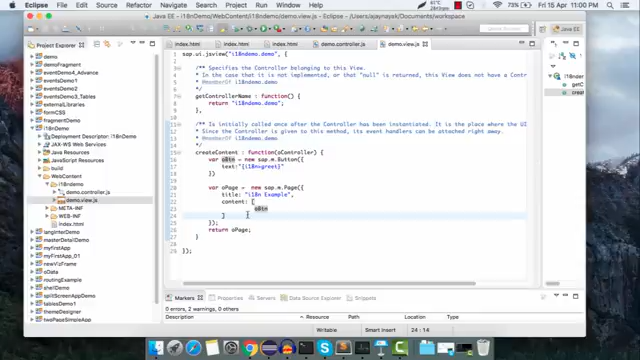 Eclipse File Edit Navigate Search Project Run Window Help Fri 15 Apr 11:00 PM
Java EE - i18nDemo/WebContent/i18ndemo/demo.view.js - Eclipse - /Users/ajaynayek/Documents/workspace
Project Explorer
index.html index.html index.html demo.controller.js demo.view.js
demo
demoFragment
eventDemo4_Advance
eventDemo3_Table
externalLibraries
formCSS
fragment
i18nDemo
Deployment Descriptor: i18nDemo
JAX-WS Web Services
Java Resources
JavaScript Resources
WebContent
i18ndemo
demo.controller.js
demo.view.js
META-INF
WEB-INF
index.html
langInterDemo
masterDetailDemo
myFirstApp
newVizFrame
oData
routingExample
shell
splitScreenAppDemo
tablesDemo1
themeDesigner
twoPageSimpleApp
sap.ui.jsview("i18ndemo.demo", {
/** Specifies the Controller belonging to this View.
* In the case that it is not implemented, or that "null" is returned, this View does not have a Contr
* @memberOf i18ndemo.demo
*/
getControllerName : function() {
return "i18ndemo.demo";
},
/** Is initially called once after the Controller has been instantiated. It is the place where the UI
* Since the Controller is given to this method, its event handlers can be attached right away.
* @memberOf i18ndemo.demo
*/
createContent : function(oController) {
var oBtn = new sap.m.Button({
text:"{i18n>greet}"
})
var oPage = new sap.m.Page({
title: "i18n Example",
content: [
oBtn
]
});
return oPage;
}
});
Markers Properties Servers Data Source Explorer Snippets
0 errors, 2 warnings, 0 others
Description Resource Path Location Type
Writable Smart Insert 24 : 14